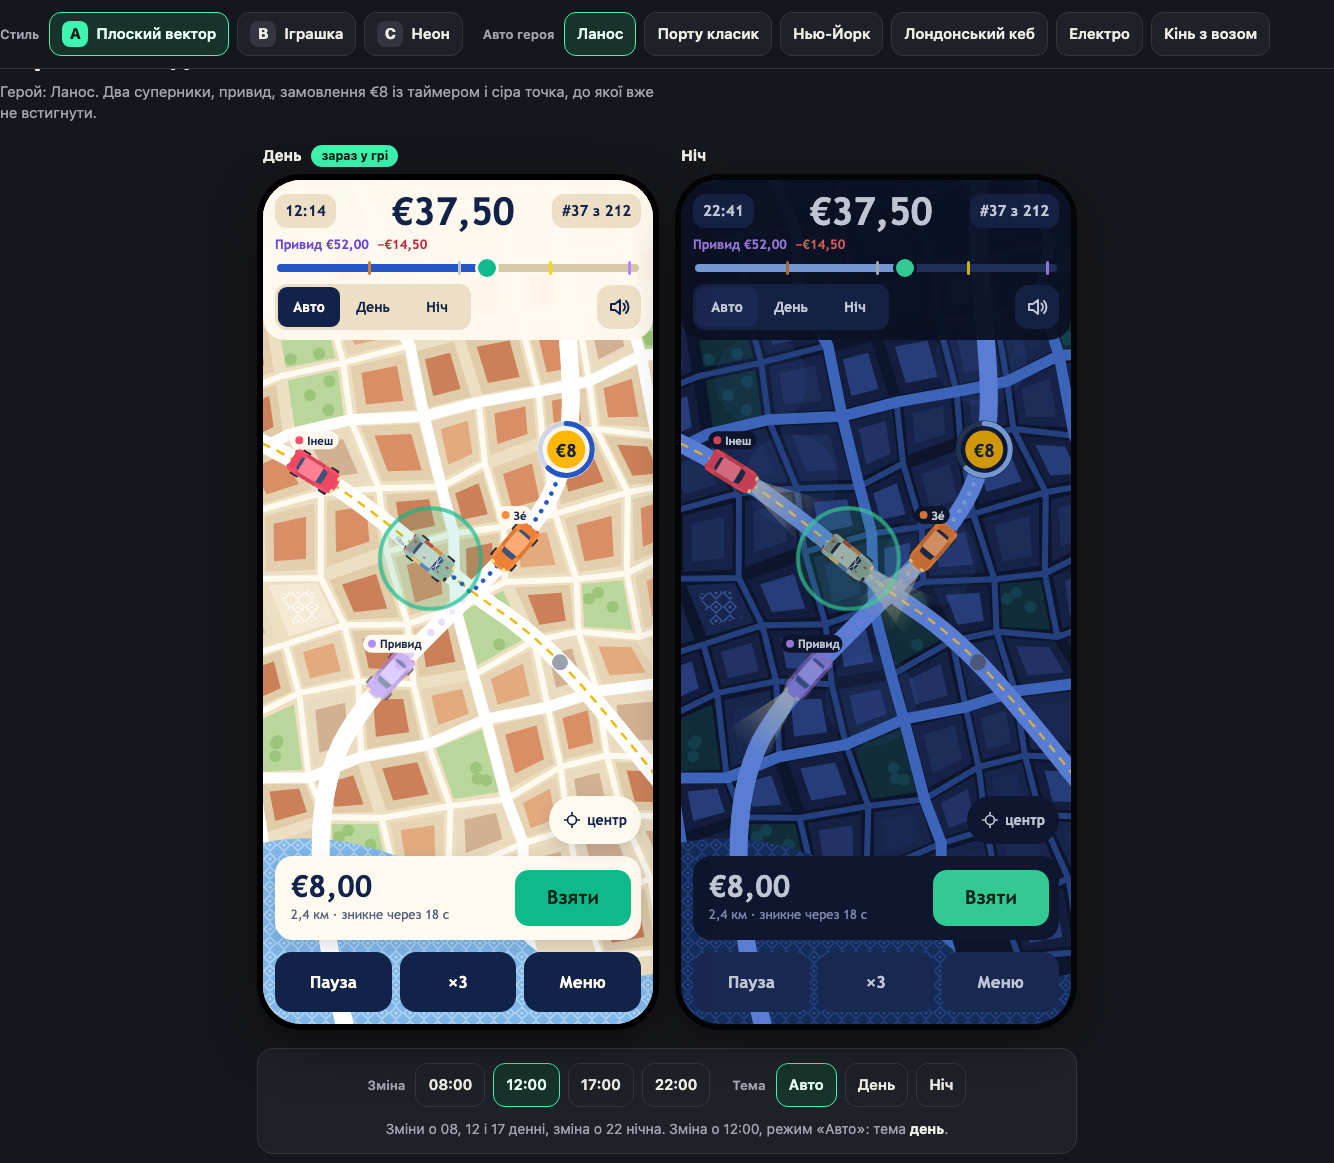 Стиль
A Плоский вектор
B Іграшка
C Неон
Авто героя
Ланос
Порту класик
Нью-Йорк
Лондонський кеб
Електро
Кінь з возом
Герой: Ланос. Два суперники, привид, замовлення €8 із таймером і сіра точка, до якої вже
не встигнути.
День зараз у грі
12:14
€37,50
#37 з 212
Привид €52,00 −€14,50
Авто
День
Ніч
Інеш
€8
Зé
Привид
центр
€8,00
2,4 км · зникне через 18 с
Взяти
Пауза
×3
Меню
Ніч
22:41
€37,50
#37 з 212
Привид €52,00 −€14,50
Авто
День
Ніч
Інеш
€8
Зé
Привид
центр
€8,00
2,4 км · зникне через 18 с
Взяти
Пауза
×3
Меню
Зміна
08:00
12:00
17:00
22:00
Тема
Авто
День
Ніч
Зміни о 08, 12 і 17 денні, зміна о 22 нічна. Зміна о 12:00, режим «Авто»: тема день.